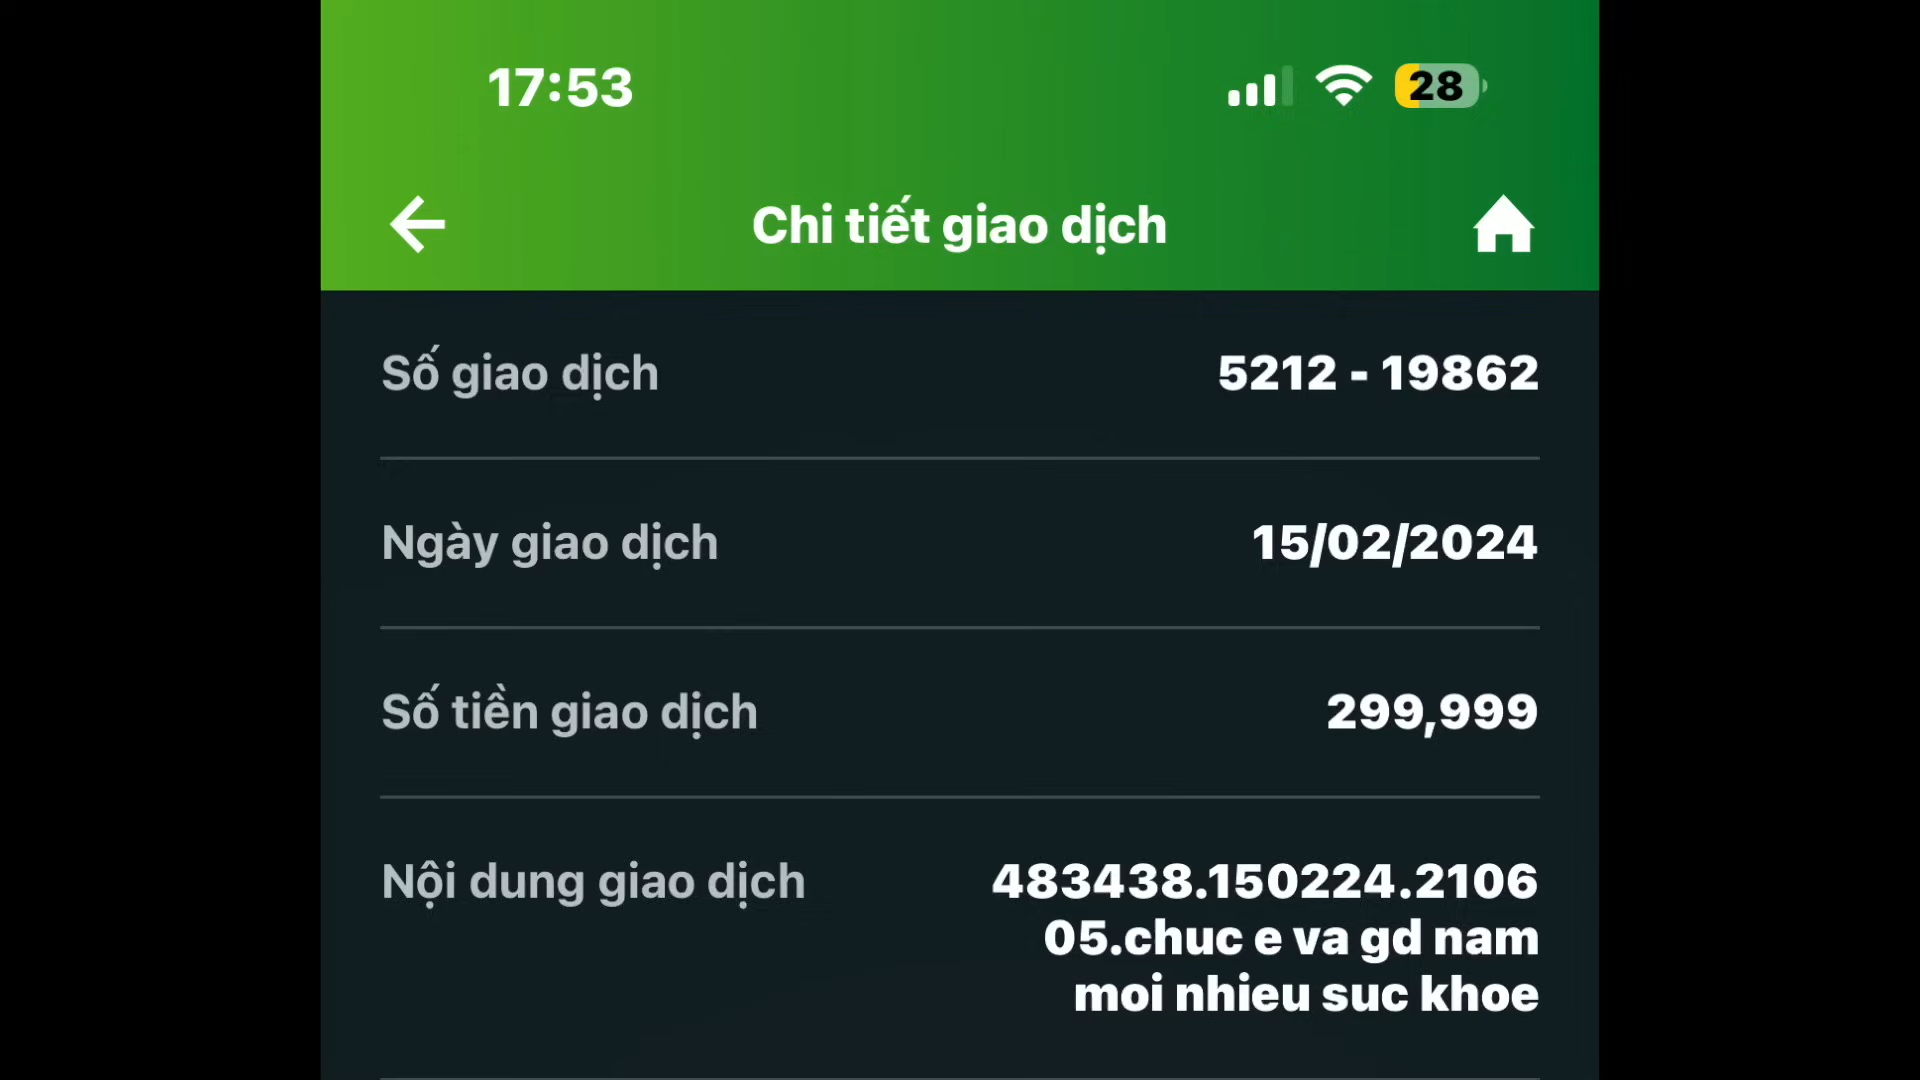 17:53
28
Chi tiết giao dịch
Số giao dịch 5212 - 19862
Ngày giao dịch 15/02/2024
Số tiền giao dịch 299,999
Nội dung giao dịch 483438.150224.2106
05.chuc e va gd nam
moi nhieu suc khoe